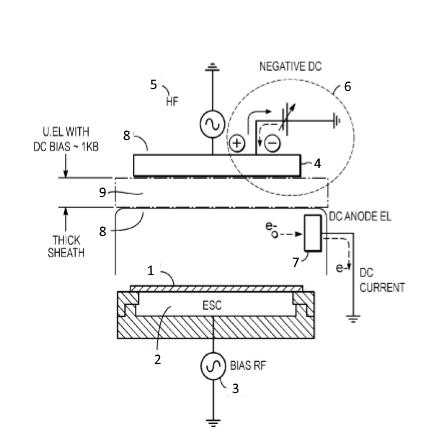 NEGATIVE DC
5
HF
6
U.EL WITH
DC BIAS ~ 1KB
8
+
−
4
9
8
DC ANODE EL
THICK
SHEATH
e-
7
e-
DC
CURRENT
1
ESC
2
BIAS RF
3